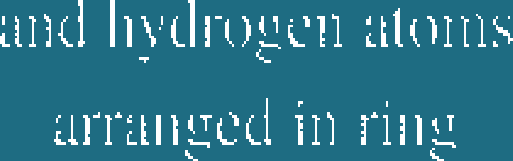 and hydrogen atoms
arranged in ring